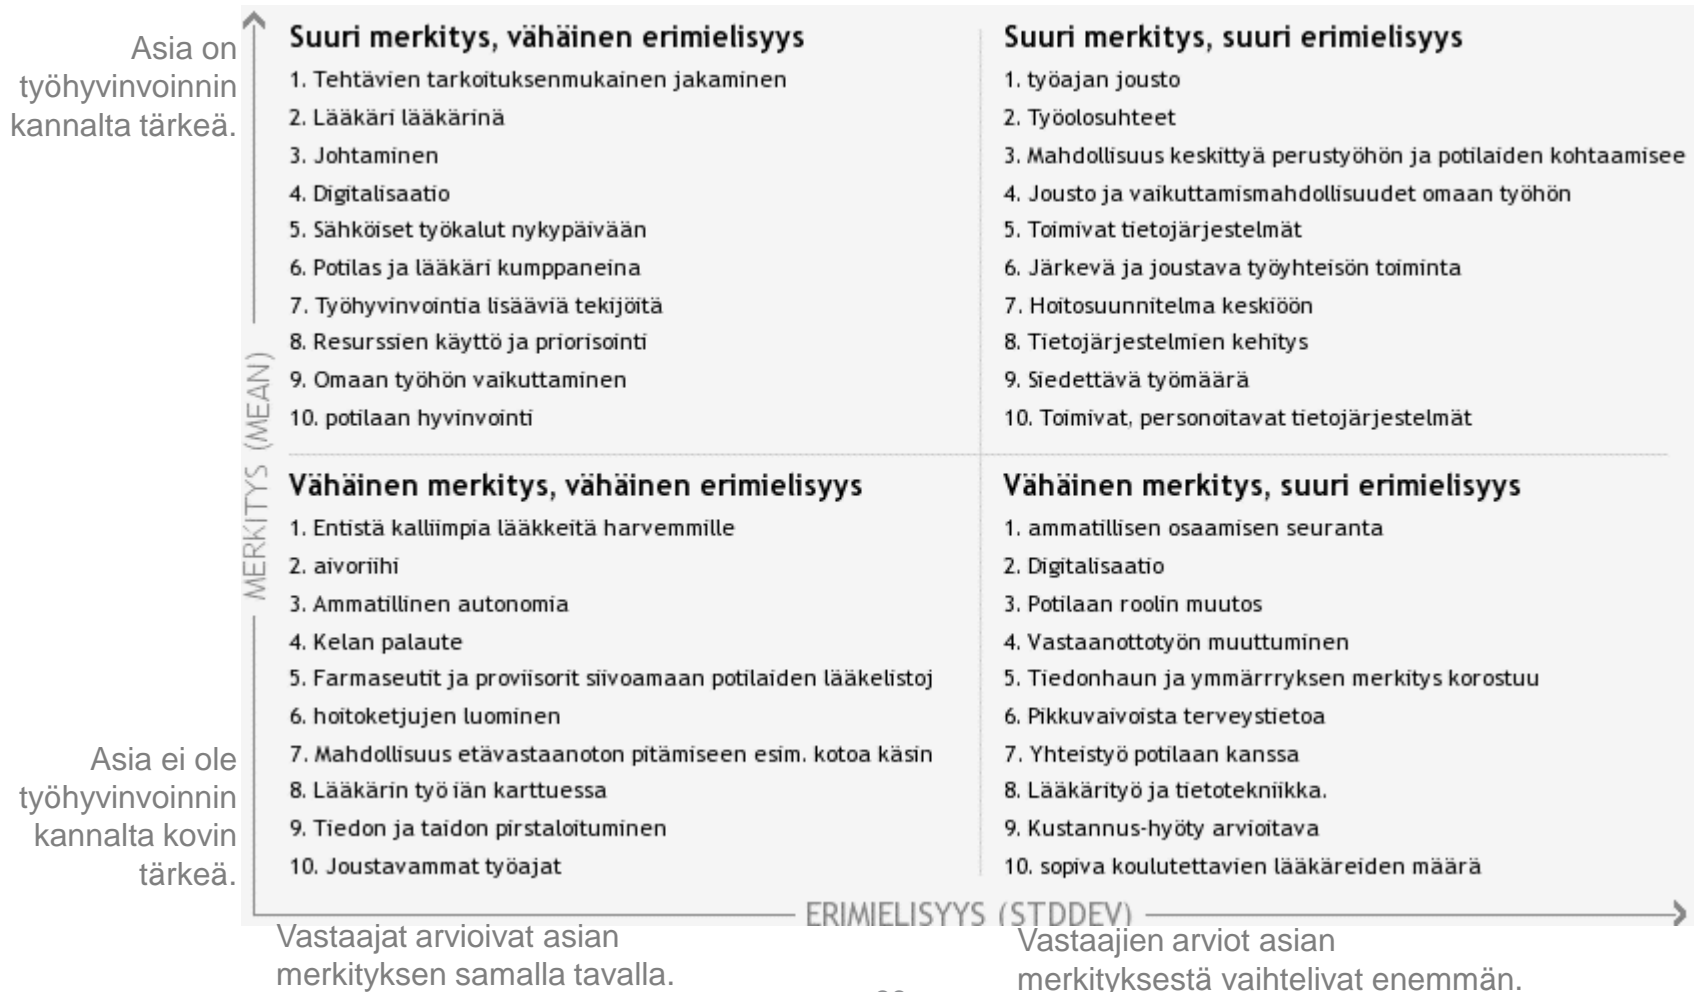 Asia on
työhyvinvoinnin
kannalta tärkeä.
Suuri merkitys, vähäinen erimielisyys
1. Tehtävien tarkoituksenmukainen jakaminen
2. Lääkäri lääkärinä
3. Johtaminen
4. Digitalisaatio
5. Sähköiset työkalut nykypäivään
6. Potilas ja lääkäri kumppaneina
7. Työhyvinvointia lisääviä tekijöitä
8. Resurssien käyttö ja priorisointi
9. Omaan työhön vaikuttaminen
10. potilaan hyvinvointi
Suuri merkitys, suuri erimielisyys
1. työajan jousto
2. Työolosuhteet
3. Mahdollisuus keskittyä perustyöhön ja potilaiden kohtaamisee
4. Jousto ja vaikuttamismahdollisuudet omaan työhön
5. Toimivat tietojärjestelmät
6. Järkevä ja joustava työyhteisön toiminta
7. Hoitosuunnitelma keskiöön
8. Tietojärjestelmien kehitys
9. Siedettävä työmäärä
10. Toimivat, personoitavat tietojärjestelmät
MERKITYS (MEAN)
Vähäinen merkitys, vähäinen erimielisyys
1. Entistä kalliimpia lääkkeitä harvemmille
2. aivoriihi
3. Ammatillinen autonomia
4. Kelan palaute
5. Farmaseutit ja proviisorit siivoamaan potilaiden lääkelistoj
6. hoitoketjujen luominen
7. Mahdollisuus etävastaanoton pitämiseen esim. kotoa käsin
8. Lääkärin työ iän karttuessa
9. Tiedon ja taidon pirstaloituminen
10. Joustavammat työajat
Vähäinen merkitys, suuri erimielisyys
1. ammatillisen osaamisen seuranta
2. Digitalisaatio
3. Potilaan roolin muutos
4. Vastaanottotyön muuttuminen
5. Tiedonhaun ja ymmärrryksen merkitys korostuu
6. Pikkuvaivoista terveystietoa
7. Yhteistyö potilaan kanssa
8. Lääkärityö ja tietotekniikka.
9. Kustannus-hyöty arvioitava
10. sopiva koulutettavien lääkäreiden määrä
Asia ei ole
työhyvinvoinnin
kannalta kovin
tärkeä.
ERIMIELISYYS (STDDEV)
Vastaajat arvioivat asian
merkityksen samalla tavalla.
Vastaajien arviot asian
merkityksestä vaihtelivat enemmän.